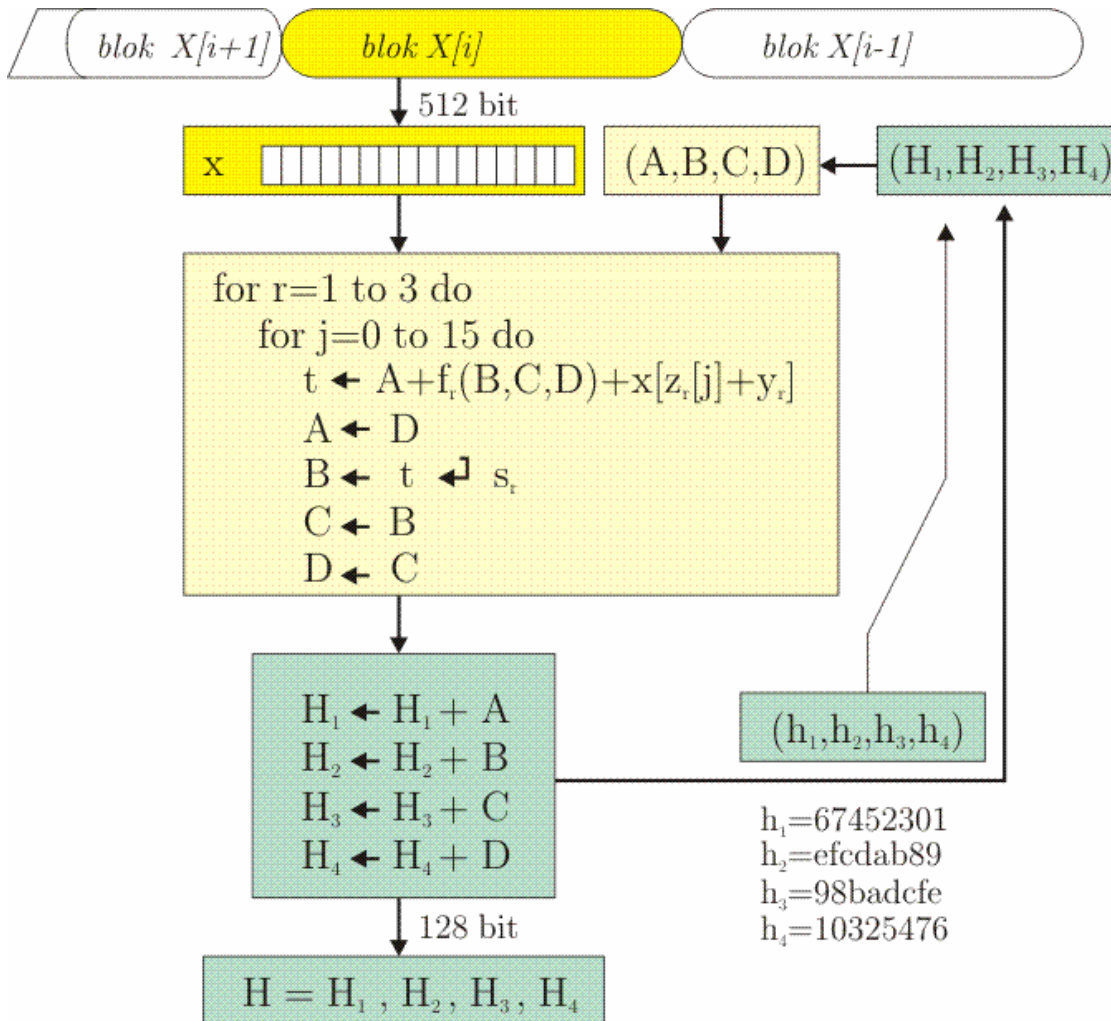 blok X[i+1] blok X[i] blok X[i-1]
512 bit
x (A,B,C,D) (H₁,H₂,H₃,H₄)
for r=1 to 3 do
for j=0 to 15 do
t ← A+fᵣ(B,C,D)+x[zᵣ[j]+yᵣ]
A ← D
B ← t ↵ sᵣ
C ← B
D ← C
H₁ ← H₁ + A
H₂ ← H₂ + B
H₃ ← H₃ + C
H₄ ← H₄ + D
(h₁,h₂,h₃,h₄)
h₁=67452301
h₂=efcdab89
h₃=98badcfe
h₄=10325476
128 bit
H = H₁ , H₂ , H₃ , H₄